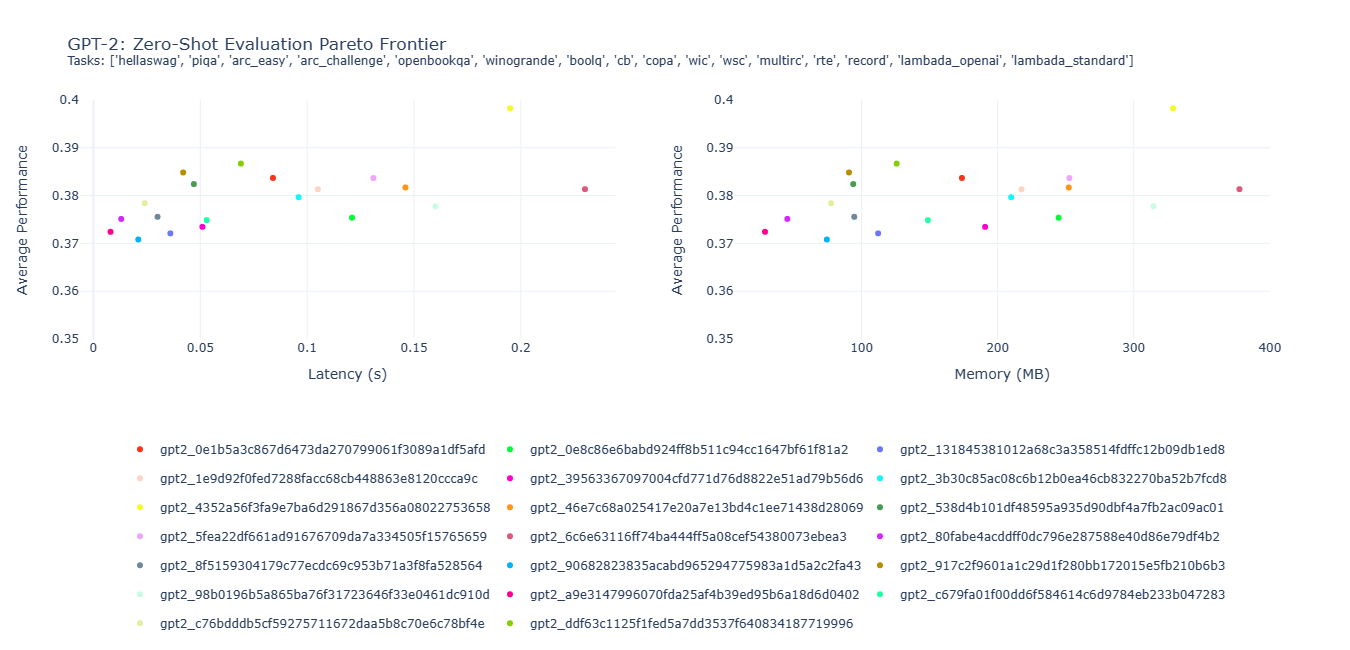 GPT-2: Zero-Shot Evaluation Pareto Frontier
Tasks: ['hellaswag', 'piqa', 'arc_easy', 'arc_challenge', 'openbookqa', 'winogrande', 'boolq', 'cb', 'copa', 'wic', 'wsc', 'multirc', 'rte', 'record', 'lambada_openai', 'lambada_standard']
Average Performance
0.4
0.39
0.38
0.37
0.36
0.35
0 0.05 0.1 0.15 0.2
Latency (s)
Average Performance
0.4
0.39
0.38
0.37
0.36
0.35
100 200 300 400
Memory (MB)
gpt2_0e1b5a3c867d6473da270799061f3089a1df5afd gpt2_0e8c86e6babd924ff8b511c94cc1647bf61f81a2 gpt2_131845381012a68c3a358514fdffc12b09db1ed8
gpt2_1e9d92f0fed7288facc68cb448863e8120ccca9c gpt2_39563367097004cfd771d76d8822e51ad79b56d6 gpt2_3b30c85ac08c6b12b0ea46cb832270ba52b7fcd8
gpt2_4352a56f3fa9e7ba6d291867d356a08022753658 gpt2_46e7c68a025417e20a7e13bd4c1ee71438d28069 gpt2_538d4b101df48595a935d90dbf4a7fb2ac09ac01
gpt2_5fea22df661ad91676709da7a334505f15765659 gpt2_6c6e63116ff74ba444ff5a08cef54380073ebea3 gpt2_80fabe4acddff0dc796e287588e40d86e79df4b2
gpt2_8f5159304179c77ecdc69c953b71a3f8fa528564 gpt2_90682823835acabd965294775983a1d5a2c2fa43 gpt2_917c2f9601a1c29d1f280bb172015e5fb210b6b3
gpt2_98b0196b5a865ba76f31723646f33e0461dc910d gpt2_a9e3147996070fda25af4b39ed95b6a18d6d0402 gpt2_c679fa01f00dd6f584614c6d9784eb233b047283
gpt2_c76bdddb5cf59275711672daa5b8c70e6c78bf4e gpt2_ddf63c1125f1fed5a7dd3537f640834187719996